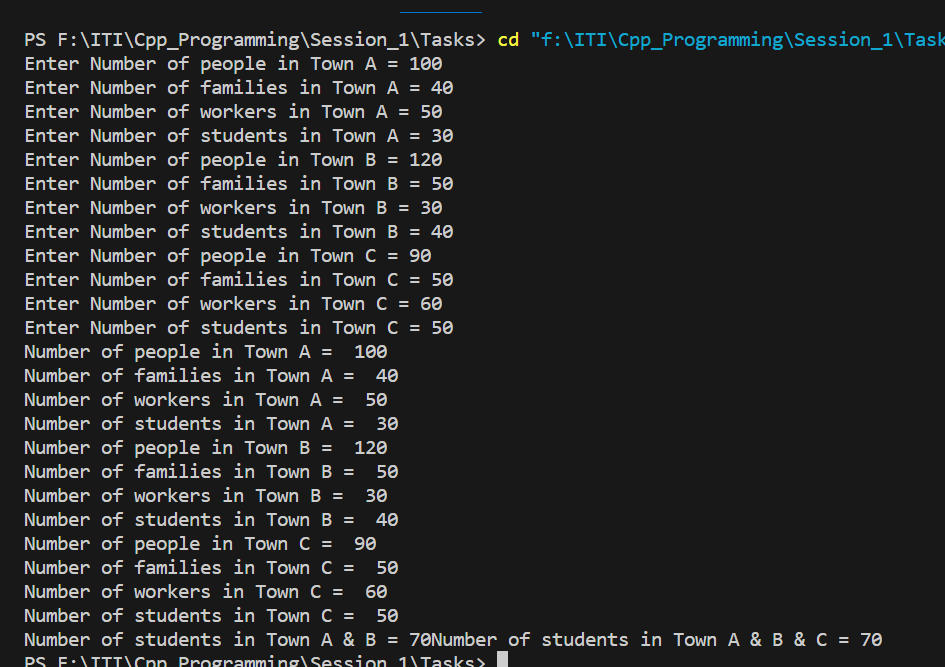 PS F:\ITI\Cpp_Programming\Session_1\Tasks> cd "f:\ITI\Cpp_Programming\Session_1\Task
Enter Number of people in Town A = 100
Enter Number of families in Town A = 40
Enter Number of workers in Town A = 50
Enter Number of students in Town A = 30
Enter Number of people in Town B = 120
Enter Number of families in Town B = 50
Enter Number of workers in Town B = 30
Enter Number of students in Town B = 40
Enter Number of people in Town C = 90
Enter Number of families in Town C = 50
Enter Number of workers in Town C = 60
Enter Number of students in Town C = 50
Number of people in Town A =  100
Number of families in Town A =  40
Number of workers in Town A =  50
Number of students in Town A =  30
Number of people in Town B =  120
Number of families in Town B =  50
Number of workers in Town B =  30
Number of students in Town B =  40
Number of people in Town C =  90
Number of families in Town C =  50
Number of workers in Town C =  60
Number of students in Town C =  50
Number of students in Town A & B = 70Number of students in Town A & B & C = 70
PS F:\ITI\Cpp_Programming\Session_1\Tasks>